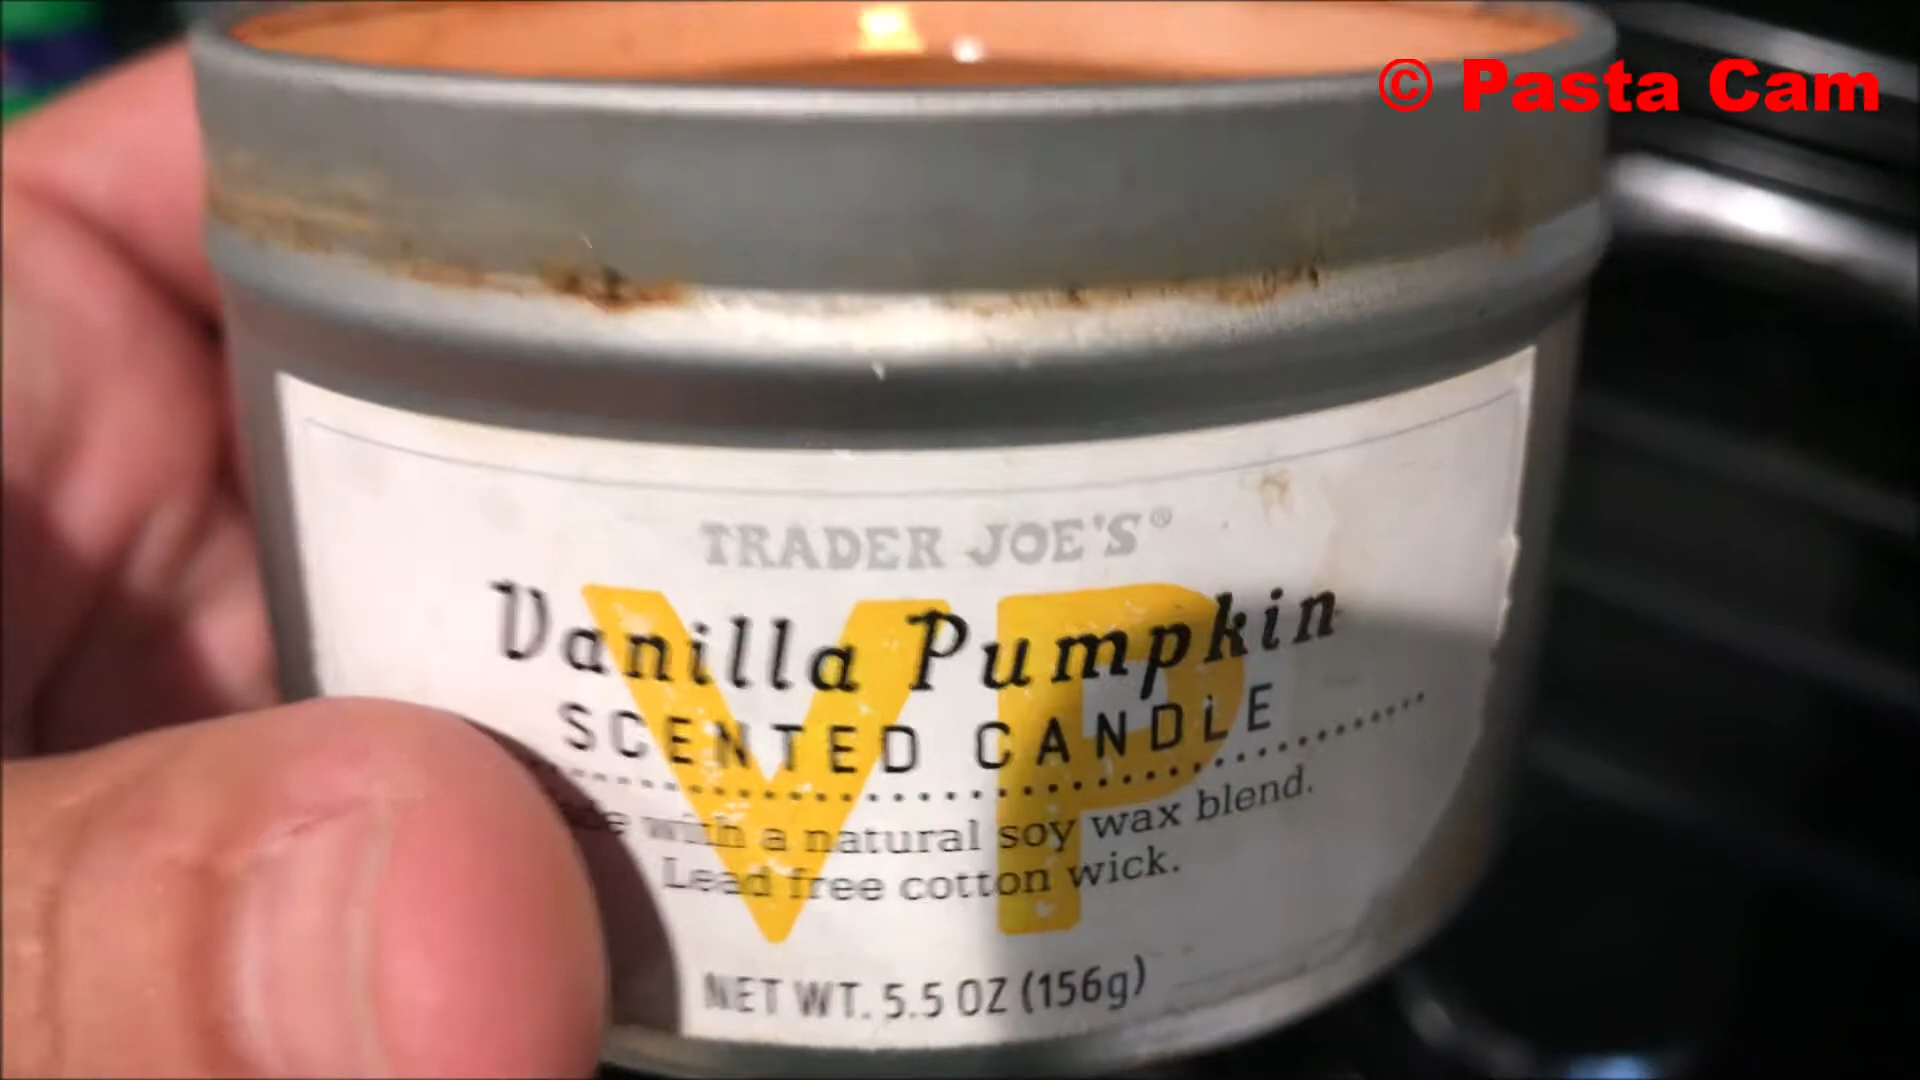 © Pasta Cam
TRADER JOE'S®
VP
Vanilla Pumpkin
SCENTED CANDLE
with a natural soy wax blend.
Lead free cotton wick.
NET WT. 5.5 OZ (156g)